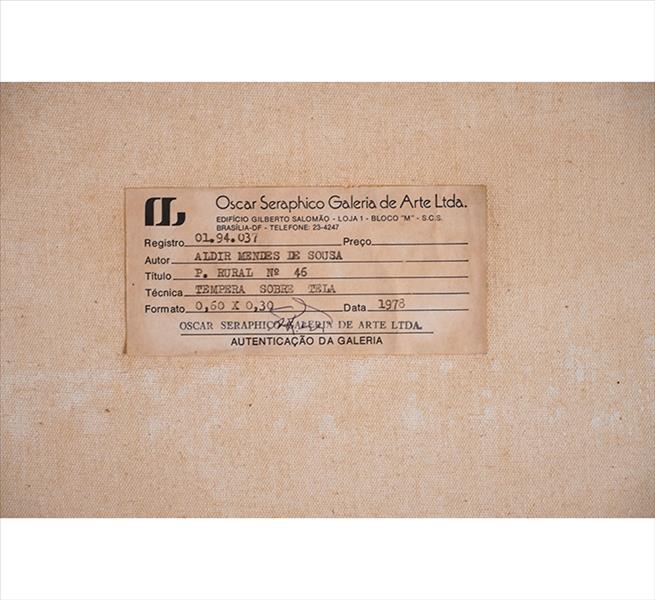 Oscar Seraphico Galeria de Arte Ltda.
EDIFÍCIO GILBERTO SALOMÃO - LOJA 1 - BLOCO "M" - S.C.S.
BRASÍLIA-DF - TELEFONE: 23-4247
Registro 01.94.037 Preço
Autor ALDIR MENDES DE SOUSA
Título P. RURAL Nº 46
Técnica TEMPERA SOBRE TELA
Formato 0,60 X 0,30 Data 1978
OSCAR SERAPHICO GALERIA DE ARTE LTDA.
AUTENTICAÇÃO DA GALERIA